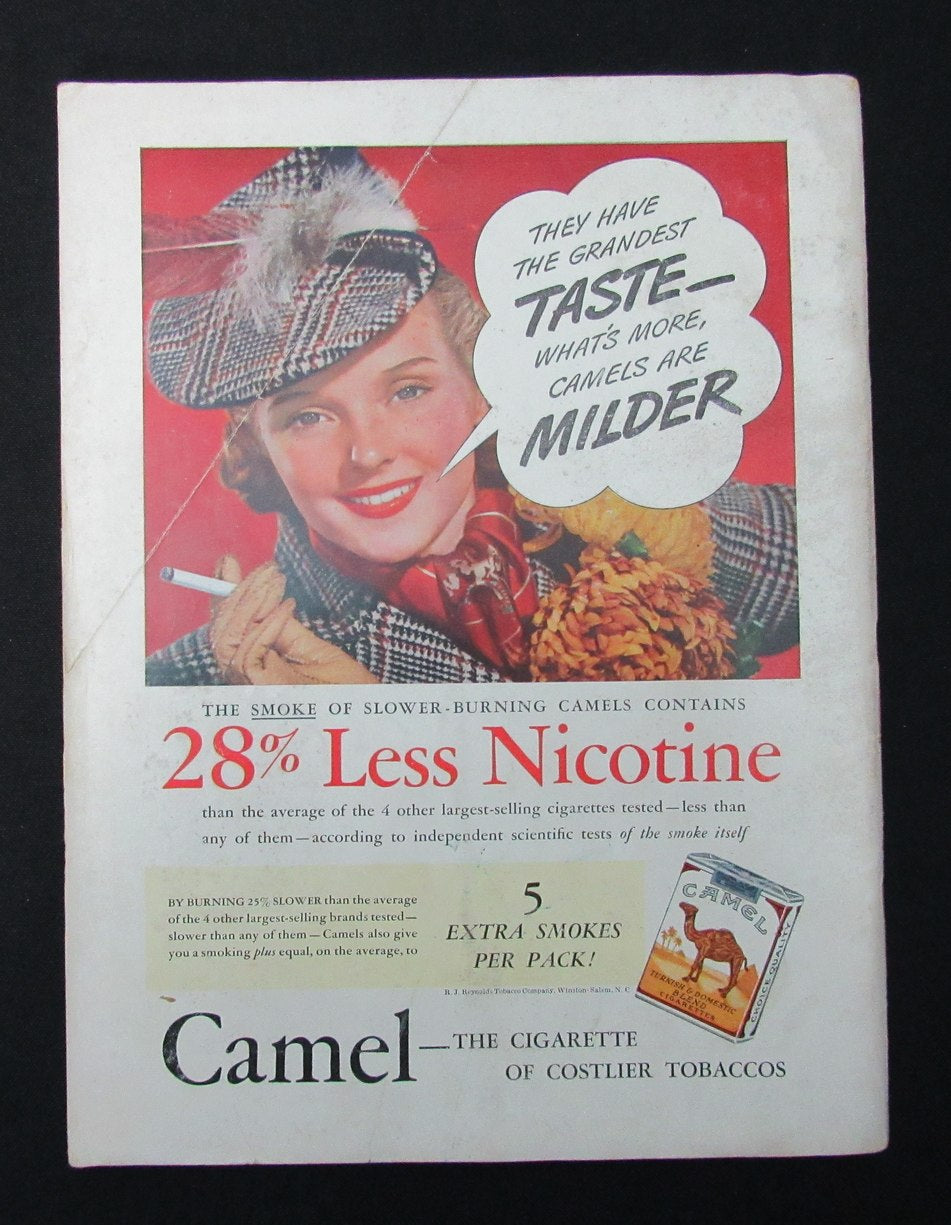 THEY HAVE
THE GRANDEST
TASTE—
WHAT'S MORE,
CAMELS ARE
MILDER
THE SMOKE OF SLOWER-BURNING CAMELS CONTAINS
28% Less Nicotine
than the average of the 4 other largest-selling cigarettes tested—less than
any of them—according to independent scientific tests of the smoke itself
BY BURNING 25% SLOWER than the average
of the 4 other largest-selling brands tested—
slower than any of them—Camels also give
you a smoking plus equal, on the average, to
5
EXTRA SMOKES
PER PACK!
CAMEL
TURKISH & DOMESTIC
BLEND
CIGARETTES
CHOICE QUALITY
R. J. Reynolds Tobacco Company, Winston-Salem, N. C.
Camel—THE CIGARETTE
OF COSTLIER TOBACCOS